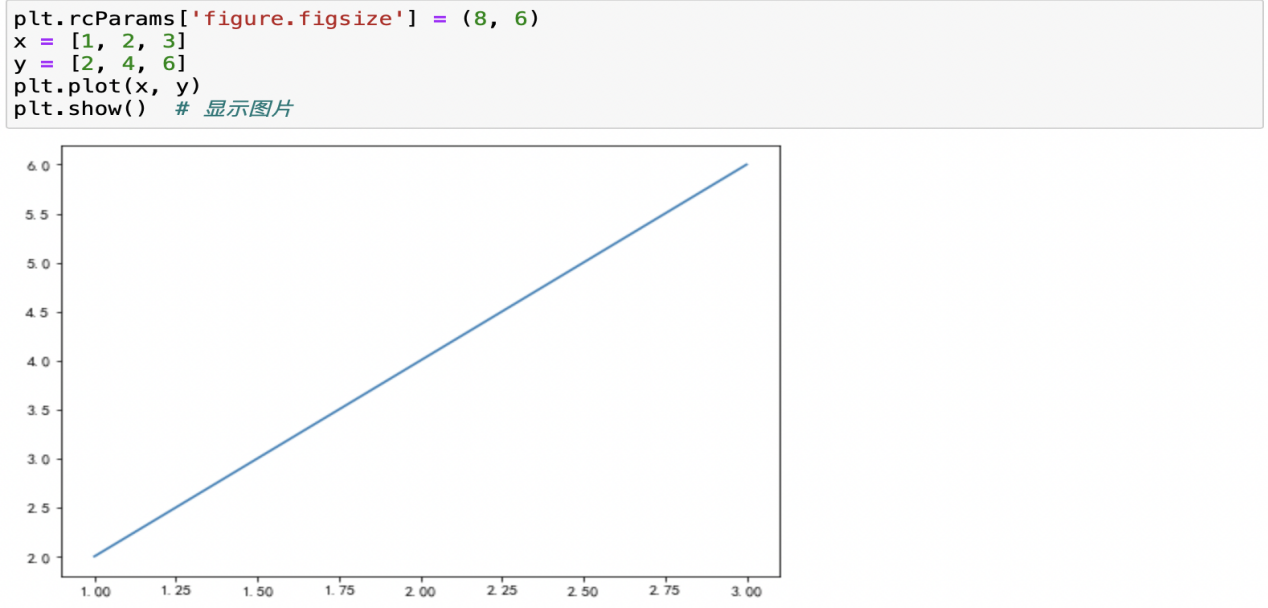 plt.rcParams['figure.figsize'] = (8, 6)
x = [1, 2, 3]
y = [2, 4, 6]
plt.plot(x, y)
plt.show()  # 显示图片
6.0
5.5
5.0
4.5
4.0
3.5
3.0
2.5
2.0
1.00 1.25 1.50 1.75 2.00 2.25 2.50 2.75 3.00